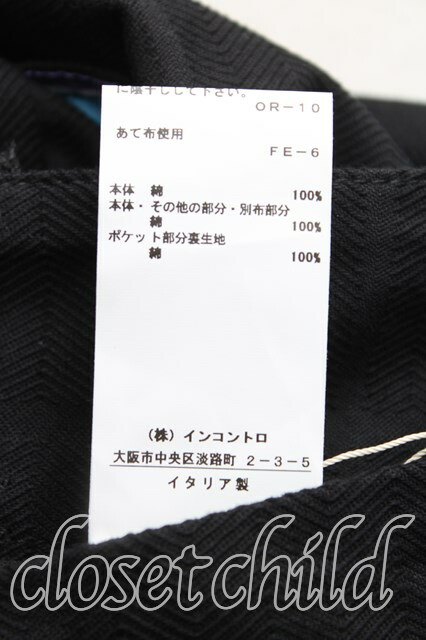 に陰干しして下さい。
OR-10
あて布使用
FE-6
本体 綿 100%
本体・その他の部分・別布部分
綿 100%
ポケット部分裏生地
綿 100%
(株)インコントロ
大阪市中央区淡路町 2-3-5
イタリア製
closet child